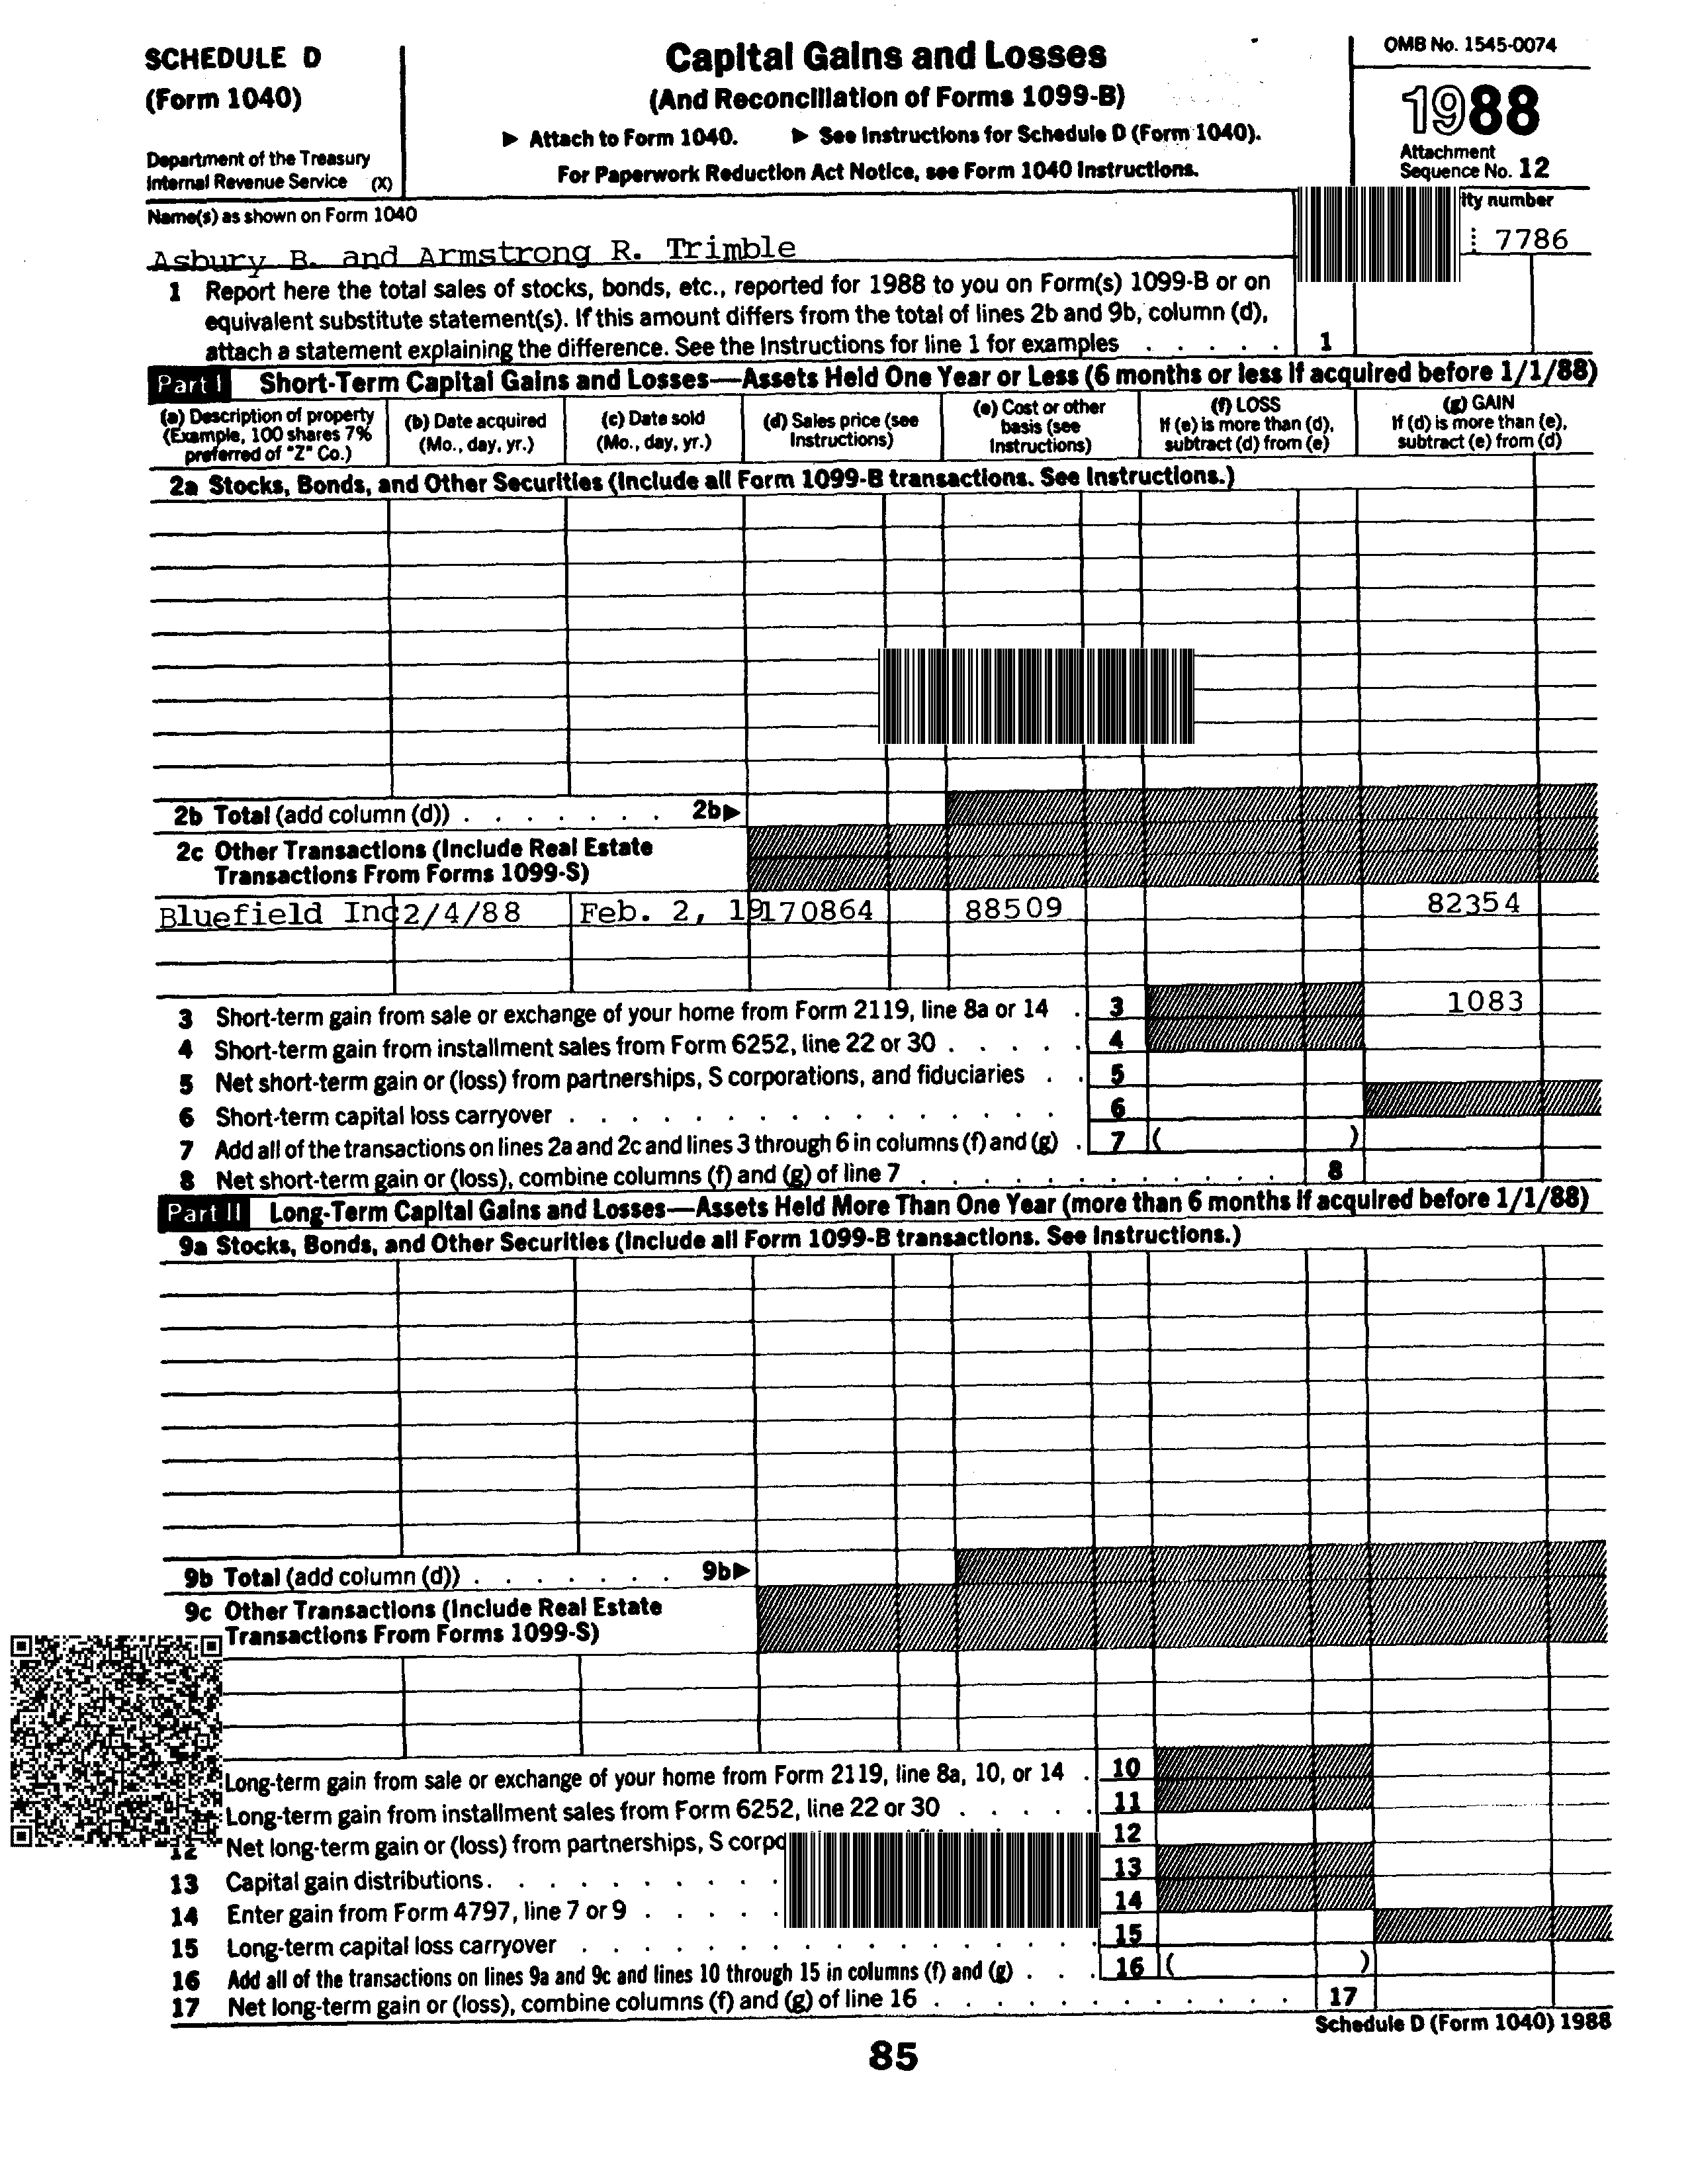 SCHEDULE D
(Form 1040)
Department of the Treasury
Internal Revenue Service (X)
Capital Gains and Losses
(And Reconciliation of Forms 1099-B)
▶ Attach to Form 1040. ▶ See Instructions for Schedule D (Form 1040).
For Paperwork Reduction Act Notice, see Form 1040 Instructions.
OMB No. 1545-0074
1988
Attachment
Sequence No. 12
Name(s) as shown on Form 1040
ity number
Asbury B. and Armstrong R. Trimble
7786
1 Report here the total sales of stocks, bonds, etc., reported for 1988 to you on Form(s) 1099-B or on
equivalent substitute statement(s). If this amount differs from the total of lines 2b and 9b, column (d),
attach a statement explaining the difference. See the Instructions for line 1 for examples . . . . . 1
Part I Short-Term Capital Gains and Losses—Assets Held One Year or Less (6 months or less if acquired before 1/1/88)
(a) Description of property
(Example, 100 shares 7%
preferred of "Z" Co.)
(b) Date acquired
(Mo., day, yr.)
(c) Date sold
(Mo., day, yr.)
(d) Sales price (see
Instructions)
(e) Cost or other
basis (see
Instructions)
(f) LOSS
If (e) is more than (d),
subtract (d) from (e)
(g) GAIN
If (d) is more than (e),
subtract (e) from (d)
2a Stocks, Bonds, and Other Securities (Include all Form 1099-B transactions. See Instructions.)
2b Total (add column (d)) . . . . . . . 2b▶
2c Other Transactions (Include Real Estate
Transactions From Forms 1099-S)
Bluefield Inc 2/4/88 Feb. 2, 19 170864 88509 82354
3 Short-term gain from sale or exchange of your home from Form 2119, line 8a or 14 . 3 1083
4 Short-term gain from installment sales from Form 6252, line 22 or 30 . . . . . 4
5 Net short-term gain or (loss) from partnerships, S corporations, and fiduciaries . . 5
6 Short-term capital loss carryover . . . . . . . . . . . . . 6
7 Add all of the transactions on lines 2a and 2c and lines 3 through 6 in columns (f) and (g) . 7 ( )
8 Net short-term gain or (loss), combine columns (f) and (g) of line 7 . . . . . . . . . . . 8
Part II Long-Term Capital Gains and Losses—Assets Held More Than One Year (more than 6 months if acquired before 1/1/88)
9a Stocks, Bonds, and Other Securities (Include all Form 1099-B transactions. See Instructions.)
9b Total (add column (d)) . . . . . . . 9b▶
9c Other Transactions (Include Real Estate
Transactions From Forms 1099-S)
Long-term gain from sale or exchange of your home from Form 2119, line 8a, 10, or 14 . 10
Long-term gain from installment sales from Form 6252, line 22 or 30 . . . . . 11
12 Net long-term gain or (loss) from partnerships, S corpo 12
13 Capital gain distributions . . . . . . . . . . 13
14 Enter gain from Form 4797, line 7 or 9 . . . . . 14
15 Long-term capital loss carryover . . . . . . . . . . . . . 15
16 Add all of the transactions on lines 9a and 9c and lines 10 through 15 in columns (f) and (g) . . . 16 ( )
17 Net long-term gain or (loss), combine columns (f) and (g) of line 16 . . . . . . . . . . . . 17
Schedule D (Form 1040) 1988
85